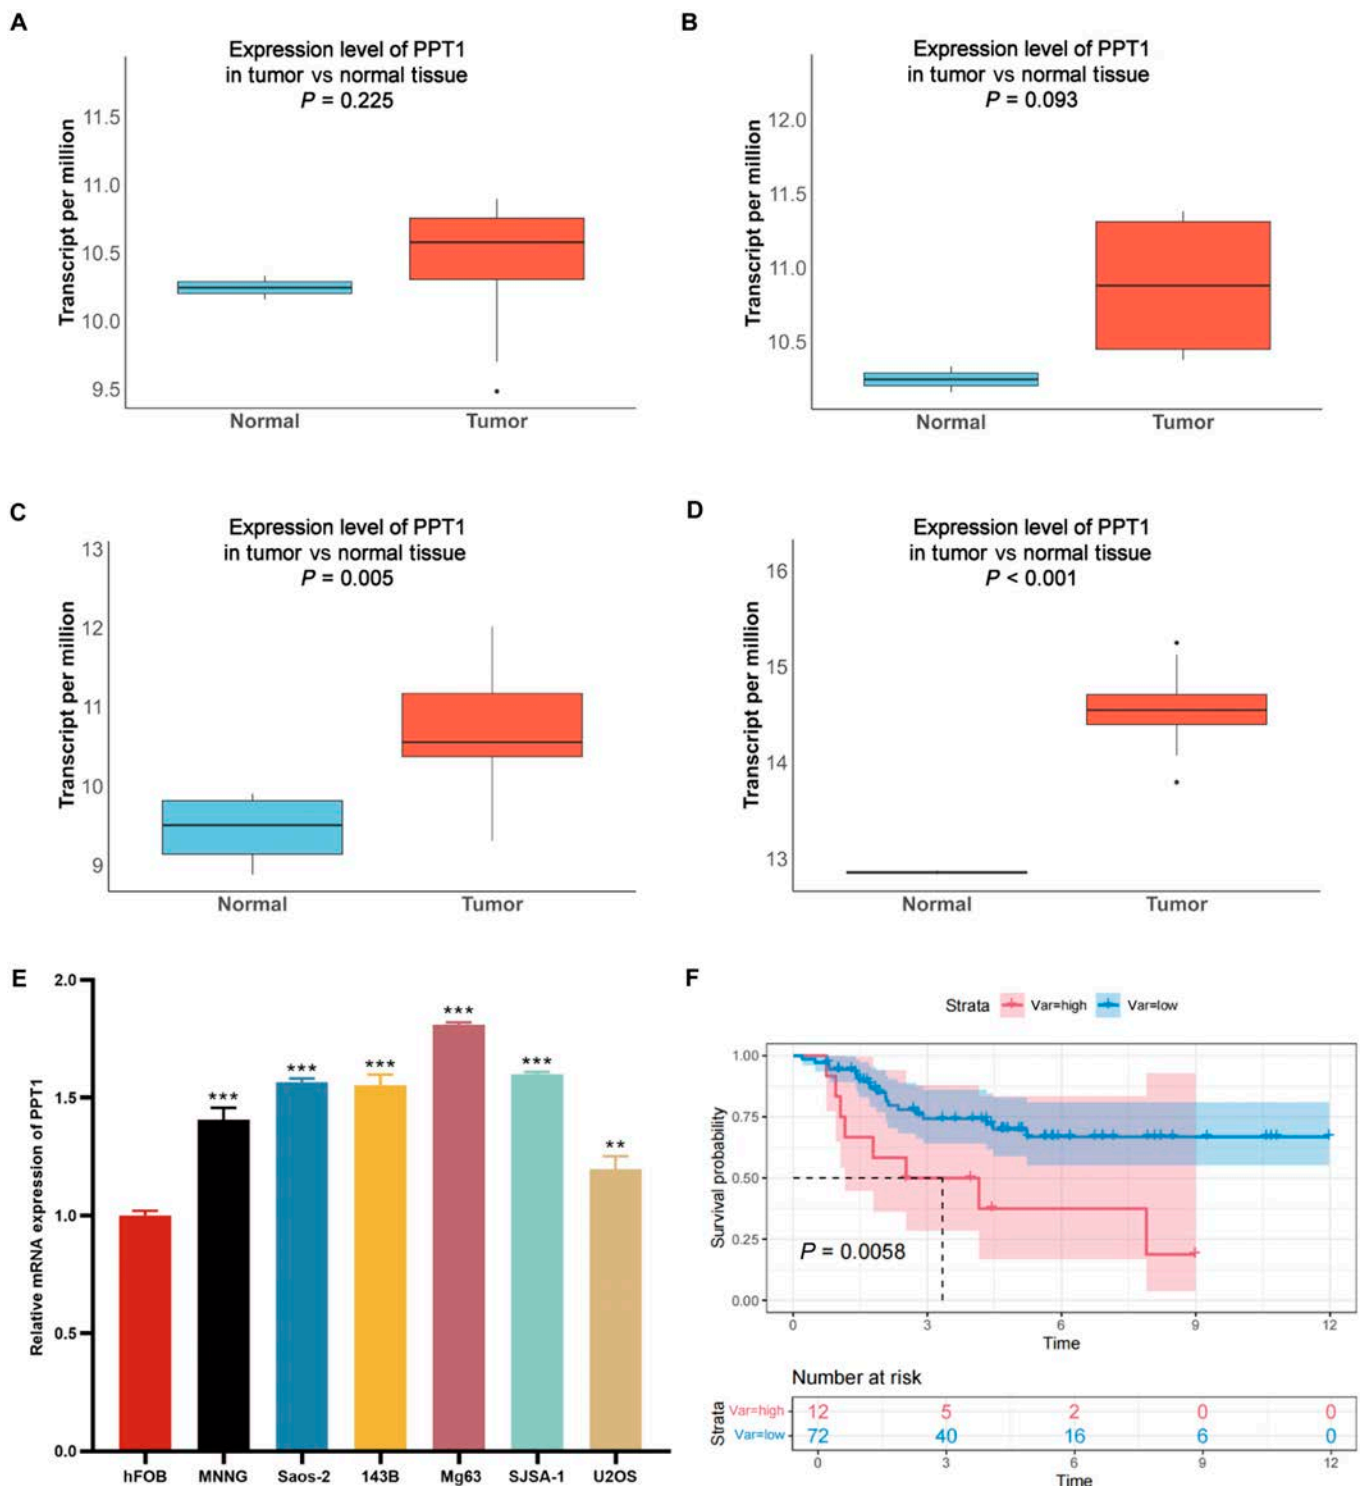 A
Expression level of PPT1
in tumor vs normal tissue
P = 0.225
Transcript per million
11.5
11.0
10.5
10.0
9.5
Normal Tumor
B
Expression level of PPT1
in tumor vs normal tissue
P = 0.093
Transcript per million
12.0
11.5
11.0
10.5
Normal Tumor
C
Expression level of PPT1
in tumor vs normal tissue
P = 0.005
Transcript per million
13
12
11
10
9
Normal Tumor
D
Expression level of PPT1
in tumor vs normal tissue
P < 0.001
Transcript per million
16
15
14
13
Normal Tumor
E
Relative mRNA expression of PPT1
2.0
1.5
1.0
0.5
0.0
*** *** *** *** *** **
hFOB MNNG Saos-2 143B Mg63 SJSA-1 U2OS
F
Strata Var=high Var=low
Survival probability
1.00
0.75
0.50
0.25
0.00
P = 0.0058
0 3 6 9 12
Time
Number at risk
Strata
Var=high 12 5 2 0 0
Var=low 72 40 16 6 0
0 3 6 9 12
Time